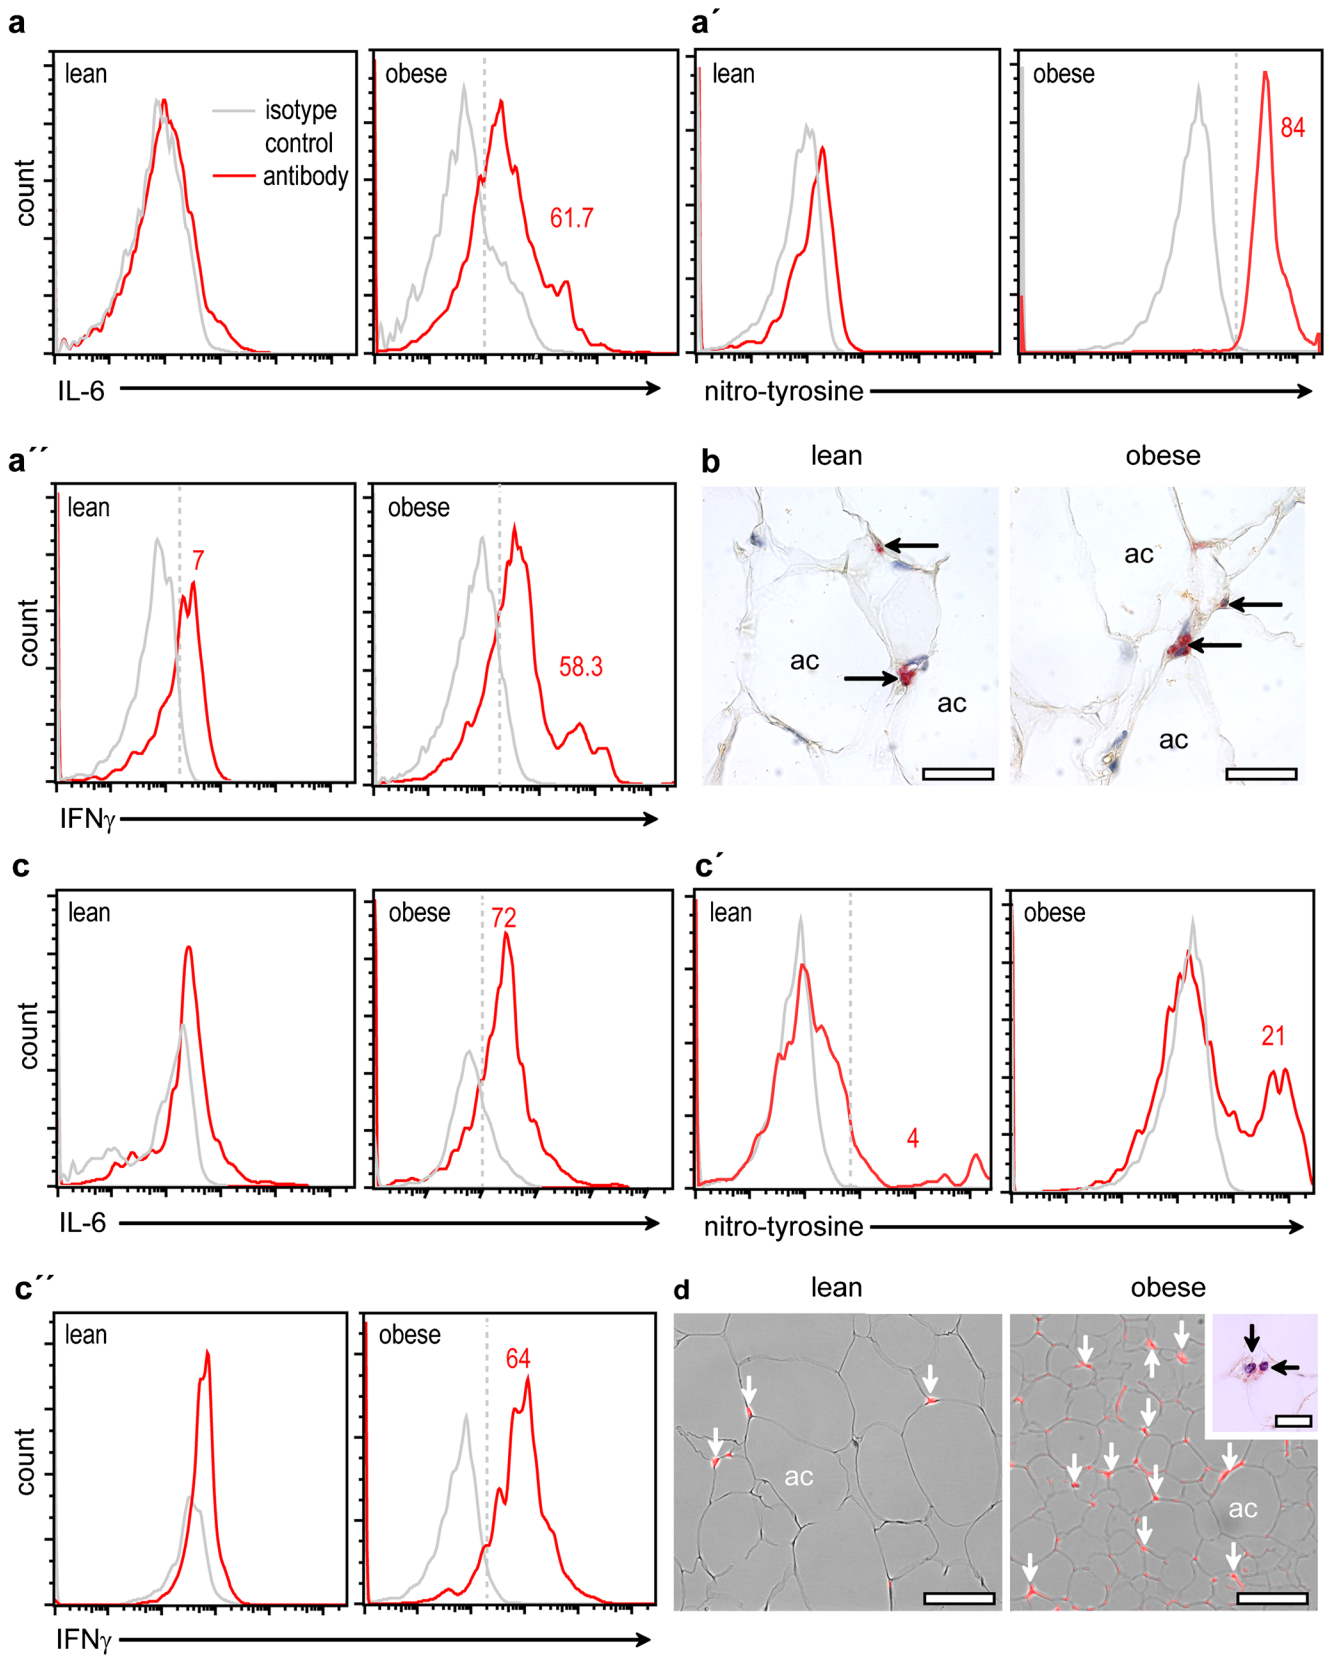 a
lean
isotype
control
antibody
count
obese
61.7
IL-6
a´
lean
obese
84
nitro-tyrosine
a´´
lean
7
count
obese
58.3
IFNγ
b
lean
obese
ac
ac
ac
ac
c
lean
count
obese
72
IL-6
c´
lean
4
obese
21
nitro-tyrosine
c´´
lean
count
obese
64
IFNγ
d
lean
obese
ac
ac